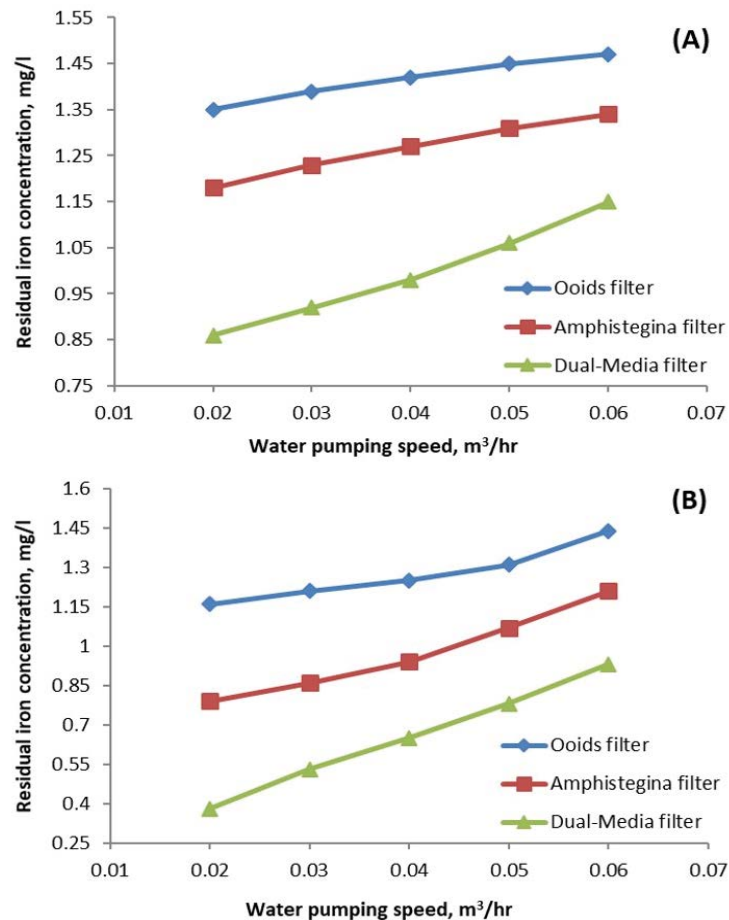 1.55
(A)
1.45
1.35
1.25
1.15
1.05
0.95
0.85
0.75
Residual iron concentration, mg/l
Ooids filter
Amphistegina filter
Dual-Media filter
0.01 0.02 0.03 0.04 0.05 0.06 0.07
Water pumping speed, m³/hr
1.6
(B)
1.45
1.3
1.15
1
0.85
0.7
0.55
0.4
0.25
Residual iron concentration, mg/l
Ooids filter
Amphistegina filter
Dual-Media filter
0.01 0.02 0.03 0.04 0.05 0.06 0.07
Water pumping speed, m³/hr